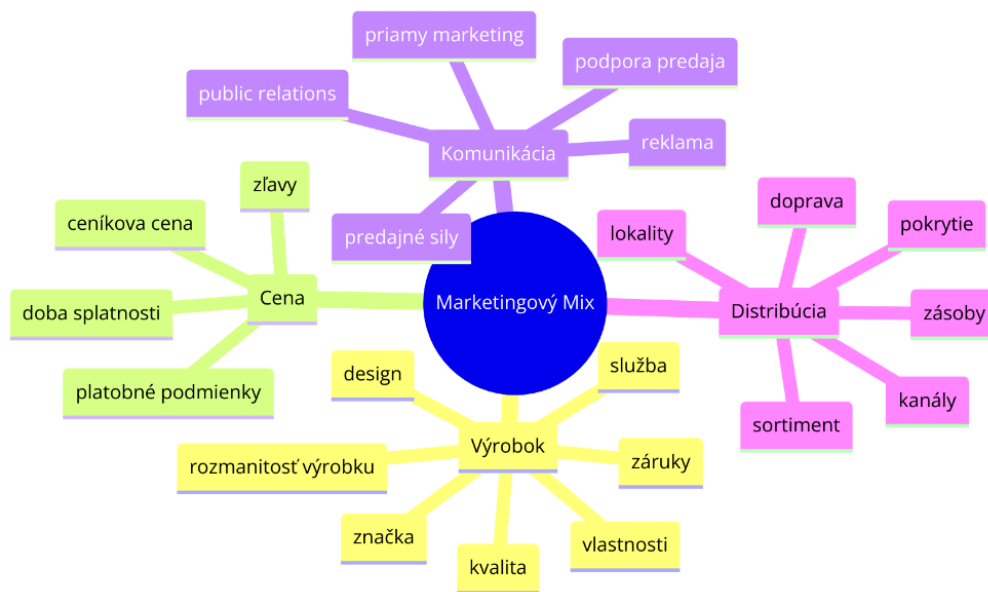 priamy marketing
podpora predaja
public relations
Komunikácia
reklama
predajné sily
zľavy
ceníkova cena
doba splatnosti
Cena
platobné podmienky
Marketingový Mix
lokality
doprava
pokrytie
Distribúcia
zásoby
kanály
sortiment
design
služba
Výrobok
rozmanitosť výrobku
záruky
značka
kvalita
vlastnosti